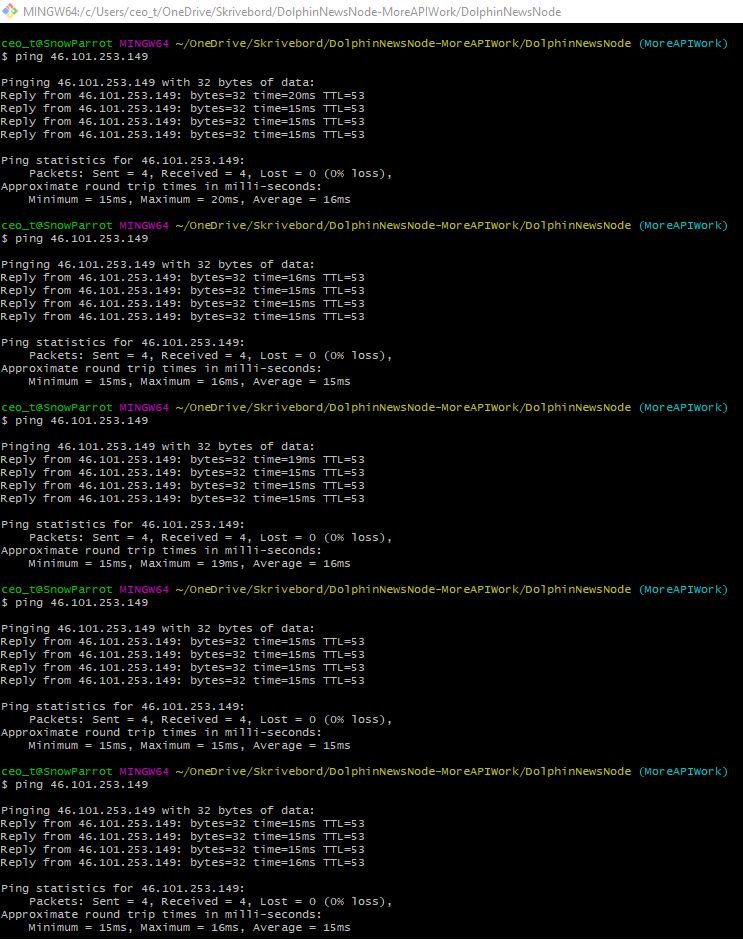 MINGW64:/c/Users/ceo_t/OneDrive/Skrivebord/DolphinNewsNode-MoreAPIWork/DolphinNewsNode
ceo_t@SnowParrot MINGW64 ~/OneDrive/Skrivebord/DolphinNewsNode-MoreAPIWork/DolphinNewsNode (MoreAPIWork)
$ ping 46.101.253.149
Pinging 46.101.253.149 with 32 bytes of data:
Reply from 46.101.253.149: bytes=32 time=20ms TTL=53
Reply from 46.101.253.149: bytes=32 time=15ms TTL=53
Reply from 46.101.253.149: bytes=32 time=15ms TTL=53
Reply from 46.101.253.149: bytes=32 time=15ms TTL=53
Ping statistics for 46.101.253.149:
    Packets: Sent = 4, Received = 4, Lost = 0 (0% loss),
Approximate round trip times in milli-seconds:
    Minimum = 15ms, Maximum = 20ms, Average = 16ms
ceo_t@SnowParrot MINGW64 ~/OneDrive/Skrivebord/DolphinNewsNode-MoreAPIWork/DolphinNewsNode (MoreAPIWork)
$ ping 46.101.253.149
Pinging 46.101.253.149 with 32 bytes of data:
Reply from 46.101.253.149: bytes=32 time=16ms TTL=53
Reply from 46.101.253.149: bytes=32 time=15ms TTL=53
Reply from 46.101.253.149: bytes=32 time=15ms TTL=53
Reply from 46.101.253.149: bytes=32 time=15ms TTL=53
Ping statistics for 46.101.253.149:
    Packets: Sent = 4, Received = 4, Lost = 0 (0% loss),
Approximate round trip times in milli-seconds:
    Minimum = 15ms, Maximum = 16ms, Average = 15ms
ceo_t@SnowParrot MINGW64 ~/OneDrive/Skrivebord/DolphinNewsNode-MoreAPIWork/DolphinNewsNode (MoreAPIWork)
$ ping 46.101.253.149
Pinging 46.101.253.149 with 32 bytes of data:
Reply from 46.101.253.149: bytes=32 time=19ms TTL=53
Reply from 46.101.253.149: bytes=32 time=15ms TTL=53
Reply from 46.101.253.149: bytes=32 time=15ms TTL=53
Reply from 46.101.253.149: bytes=32 time=15ms TTL=53
Ping statistics for 46.101.253.149:
    Packets: Sent = 4, Received = 4, Lost = 0 (0% loss),
Approximate round trip times in milli-seconds:
    Minimum = 15ms, Maximum = 19ms, Average = 16ms
ceo_t@SnowParrot MINGW64 ~/OneDrive/Skrivebord/DolphinNewsNode-MoreAPIWork/DolphinNewsNode (MoreAPIWork)
$ ping 46.101.253.149
Pinging 46.101.253.149 with 32 bytes of data:
Reply from 46.101.253.149: bytes=32 time=15ms TTL=53
Reply from 46.101.253.149: bytes=32 time=15ms TTL=53
Reply from 46.101.253.149: bytes=32 time=15ms TTL=53
Reply from 46.101.253.149: bytes=32 time=15ms TTL=53
Ping statistics for 46.101.253.149:
    Packets: Sent = 4, Received = 4, Lost = 0 (0% loss),
Approximate round trip times in milli-seconds:
    Minimum = 15ms, Maximum = 15ms, Average = 15ms
ceo_t@SnowParrot MINGW64 ~/OneDrive/Skrivebord/DolphinNewsNode-MoreAPIWork/DolphinNewsNode (MoreAPIWork)
$ ping 46.101.253.149
Pinging 46.101.253.149 with 32 bytes of data:
Reply from 46.101.253.149: bytes=32 time=15ms TTL=53
Reply from 46.101.253.149: bytes=32 time=15ms TTL=53
Reply from 46.101.253.149: bytes=32 time=15ms TTL=53
Reply from 46.101.253.149: bytes=32 time=16ms TTL=53
Ping statistics for 46.101.253.149:
    Packets: Sent = 4, Received = 4, Lost = 0 (0% loss),
Approximate round trip times in milli-seconds:
    Minimum = 15ms, Maximum = 16ms, Average = 15ms